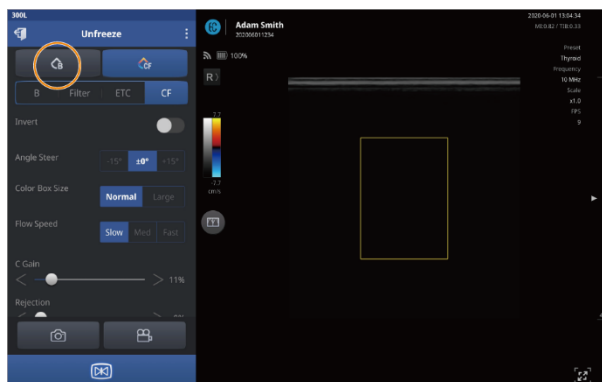 300L
Unfreeze
B
CF
B Filter ETC CF
Invert
Angle Steer
-15° ±0° +15°
Color Box Size
Normal Large
Flow Speed
Slow Med Fast
C Gain
11%
Rejection
Adam Smith
202006011234
100%
R
7.7
-7.7
cm/s
2020-06-01 13:04:34
MI:0.82 / TIB:0.33
Preset
Thyroid
Frequency
10 MHz
Scale
x1.0
FPS
9